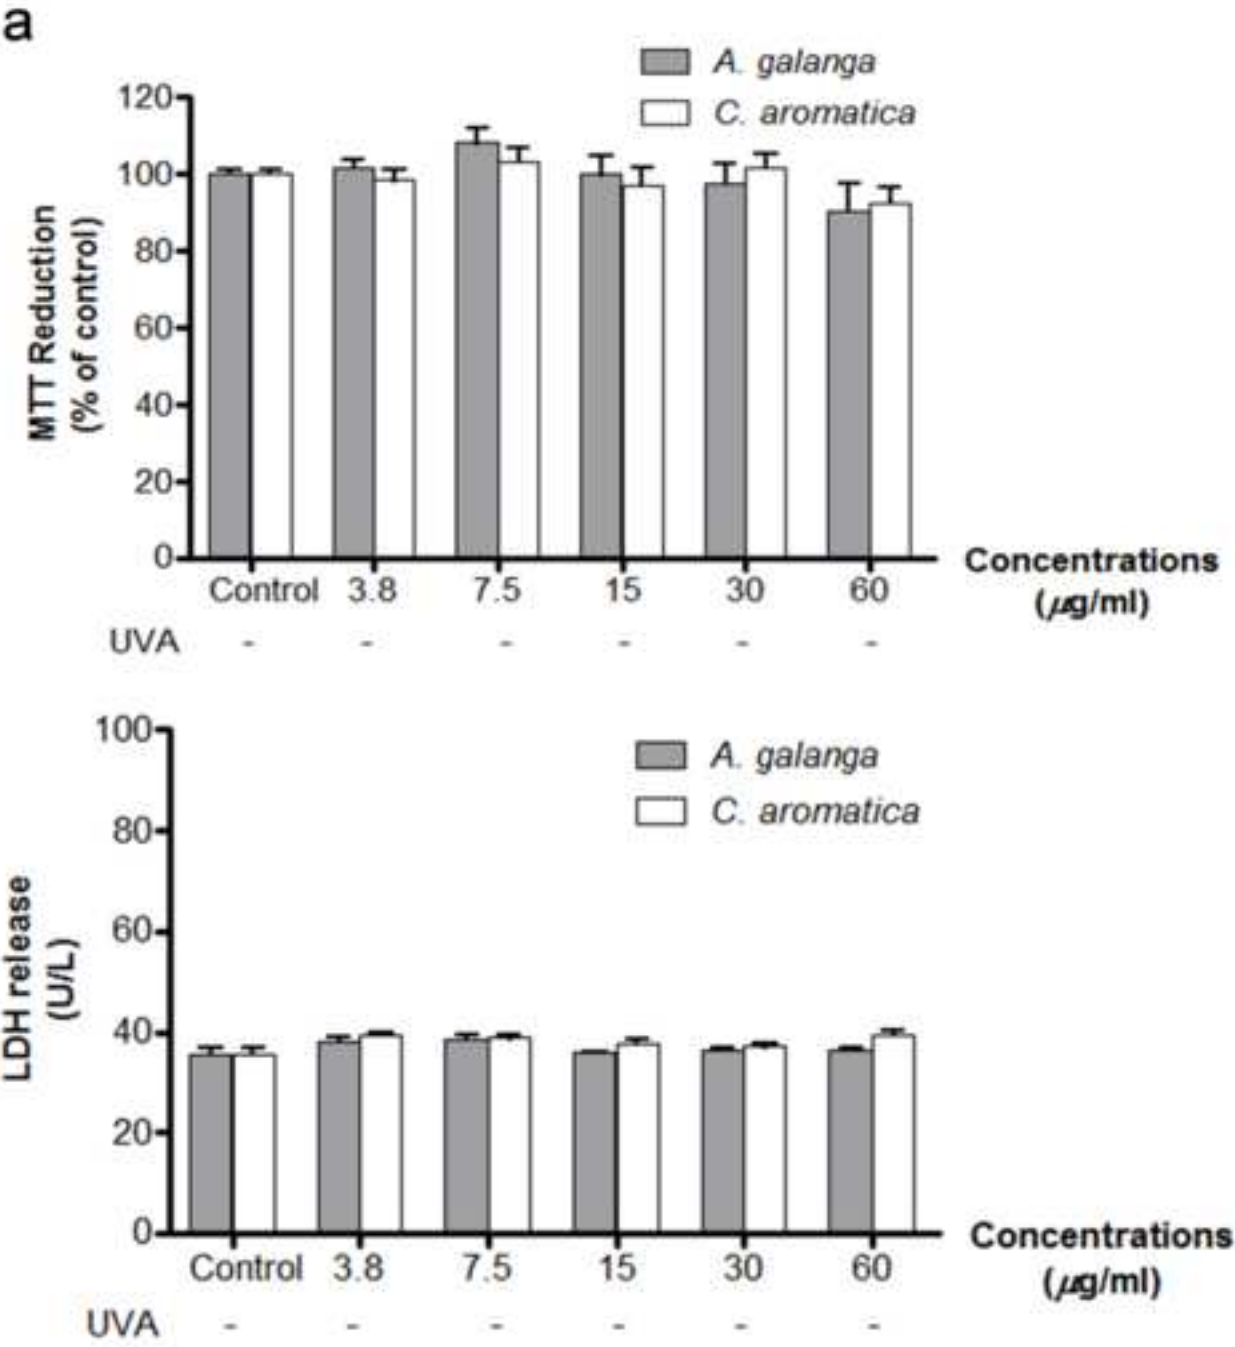 a
A. galanga
C. aromatica
120
100
80
60
40
20
0
MTT Reduction
(% of control)
Control 3.8 7.5 15 30 60
Concentrations
(µg/ml)
UVA - - - - - -
100
80
60
40
20
0
A. galanga
C. aromatica
LDH release
(U/L)
Control 3.8 7.5 15 30 60
Concentrations
(µg/ml)
UVA - - - - - -